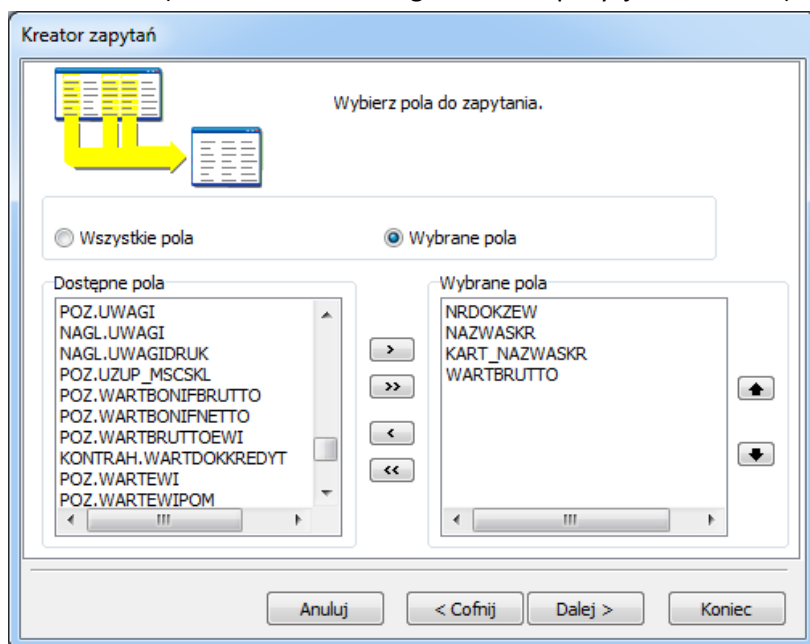 Kreator zapytań
Wybierz pola do zapytania.
Wszystkie pola
Wybrane pola
Dostępne pola
POZ.UWAGI
NAGL.UWAGI
NAGL.UWAGIDRUK
POZ.UZUP_MSCSKL
POZ.WARTBONIFBRUTTO
POZ.WARTBONIFNETTO
POZ.WARTBRUTTOEWI
KONTRAH.WARTDOKKREDYT
POZ.WARTEWI
POZ.WARTEWIPOM
>
>>
<
<<
Wybrane pola
NRDOKZEW
NAZWASKR
KART_NAZWASKR
WARTBRUTTO
Anuluj
< Cofnij
Dalej >
Koniec